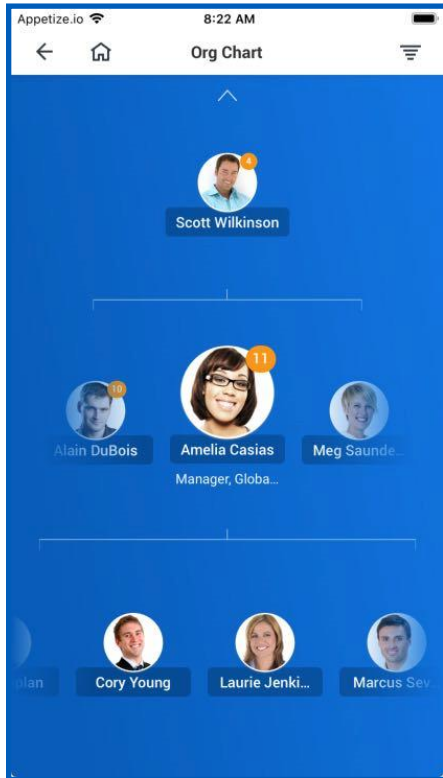 Appetize.io 8:22 AM
Org Chart
4
Scott Wilkinson
11
10
Alain DuBois Amelia Casias Meg Saunde...
Manager, Globa...
plan Cory Young Laurie Jenki... Marcus Sev...